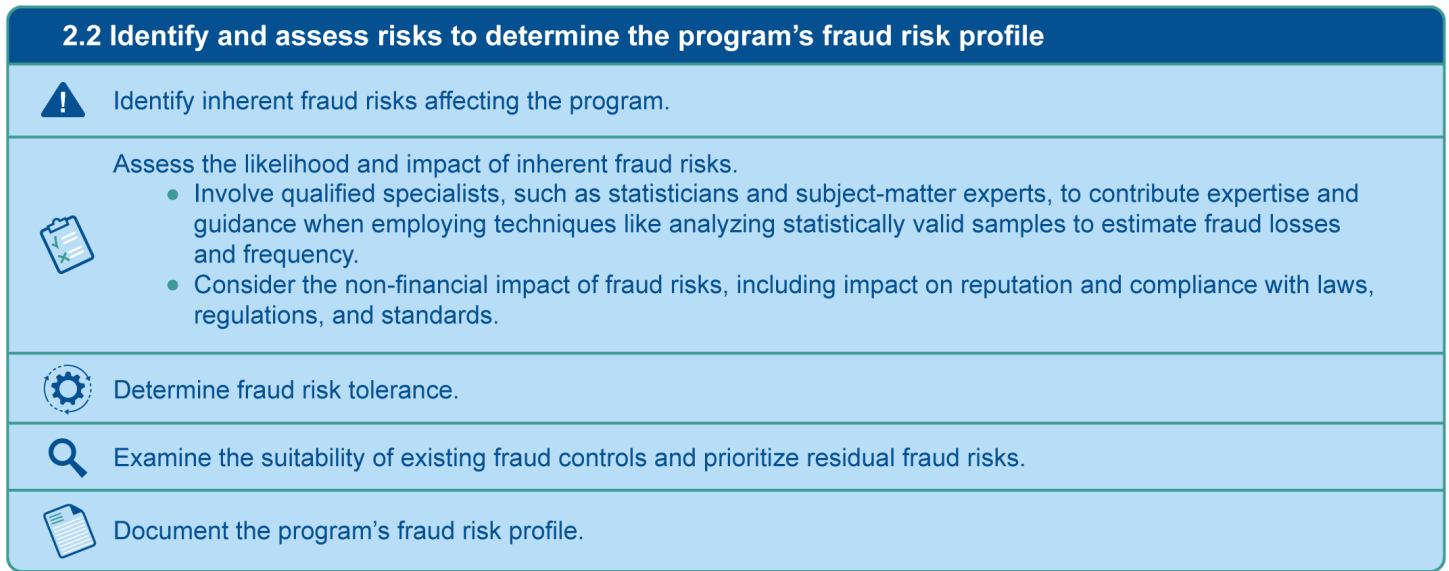 2.2 Identify and assess risks to determine the program’s fraud risk profile
Identify inherent fraud risks affecting the program.
Assess the likelihood and impact of inherent fraud risks.
● Involve qualified specialists, such as statisticians and subject-matter experts, to contribute expertise and
guidance when employing techniques like analyzing statistically valid samples to estimate fraud losses
and frequency.
● Consider the non-financial impact of fraud risks, including impact on reputation and compliance with laws,
regulations, and standards.
Determine fraud risk tolerance.
Examine the suitability of existing fraud controls and prioritize residual fraud risks.
Document the program’s fraud risk profile.